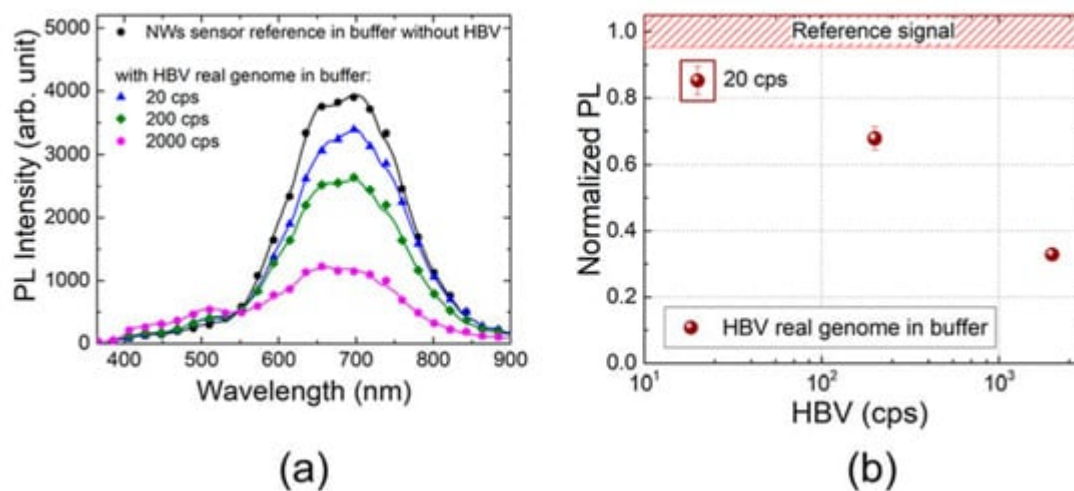 NWs sensor reference in buffer without HBV
with HBV real genome in buffer:
20 cps
200 cps
2000 cps
5000
4000
3000
2000
1000
0
PL Intensity (arb. unit)
400 500 600 700 800 900
Wavelength (nm)
(a)
Reference signal
20 cps
HBV real genome in buffer
1.0
0.8
0.6
0.4
0.2
0.0
Normalized PL
10¹ 10² 10³
HBV (cps)
(b)